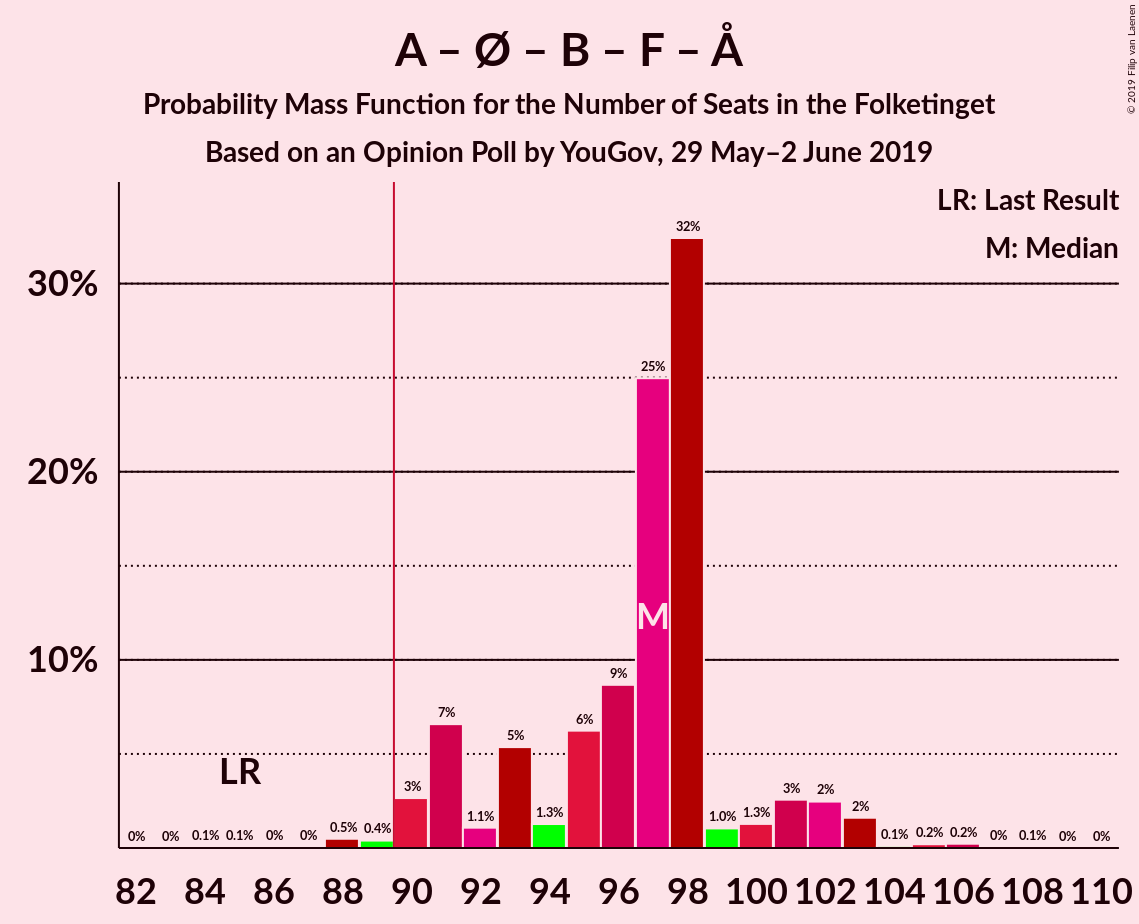 A – Ø – B – F – Å
Probability Mass Function for the Number of Seats in the Folketinget
Based on an Opinion Poll by YouGov, 29 May–2 June 2019
© 2019 Filip van Laenen
LR: Last Result
M: Median
30%
20%
10%
0% 0% 0.1% 0.1% 0% 0% 0.5% 0.4% 3% 7% 1.1% 5% 1.3% 6% 9% 25% 32% 1.0% 1.3% 3% 2% 2% 0.1% 0.2% 0.2% 0% 0.1% 0% 0%
LR
M
82 84 86 88 90 92 94 96 98 100 102 104 106 108 110